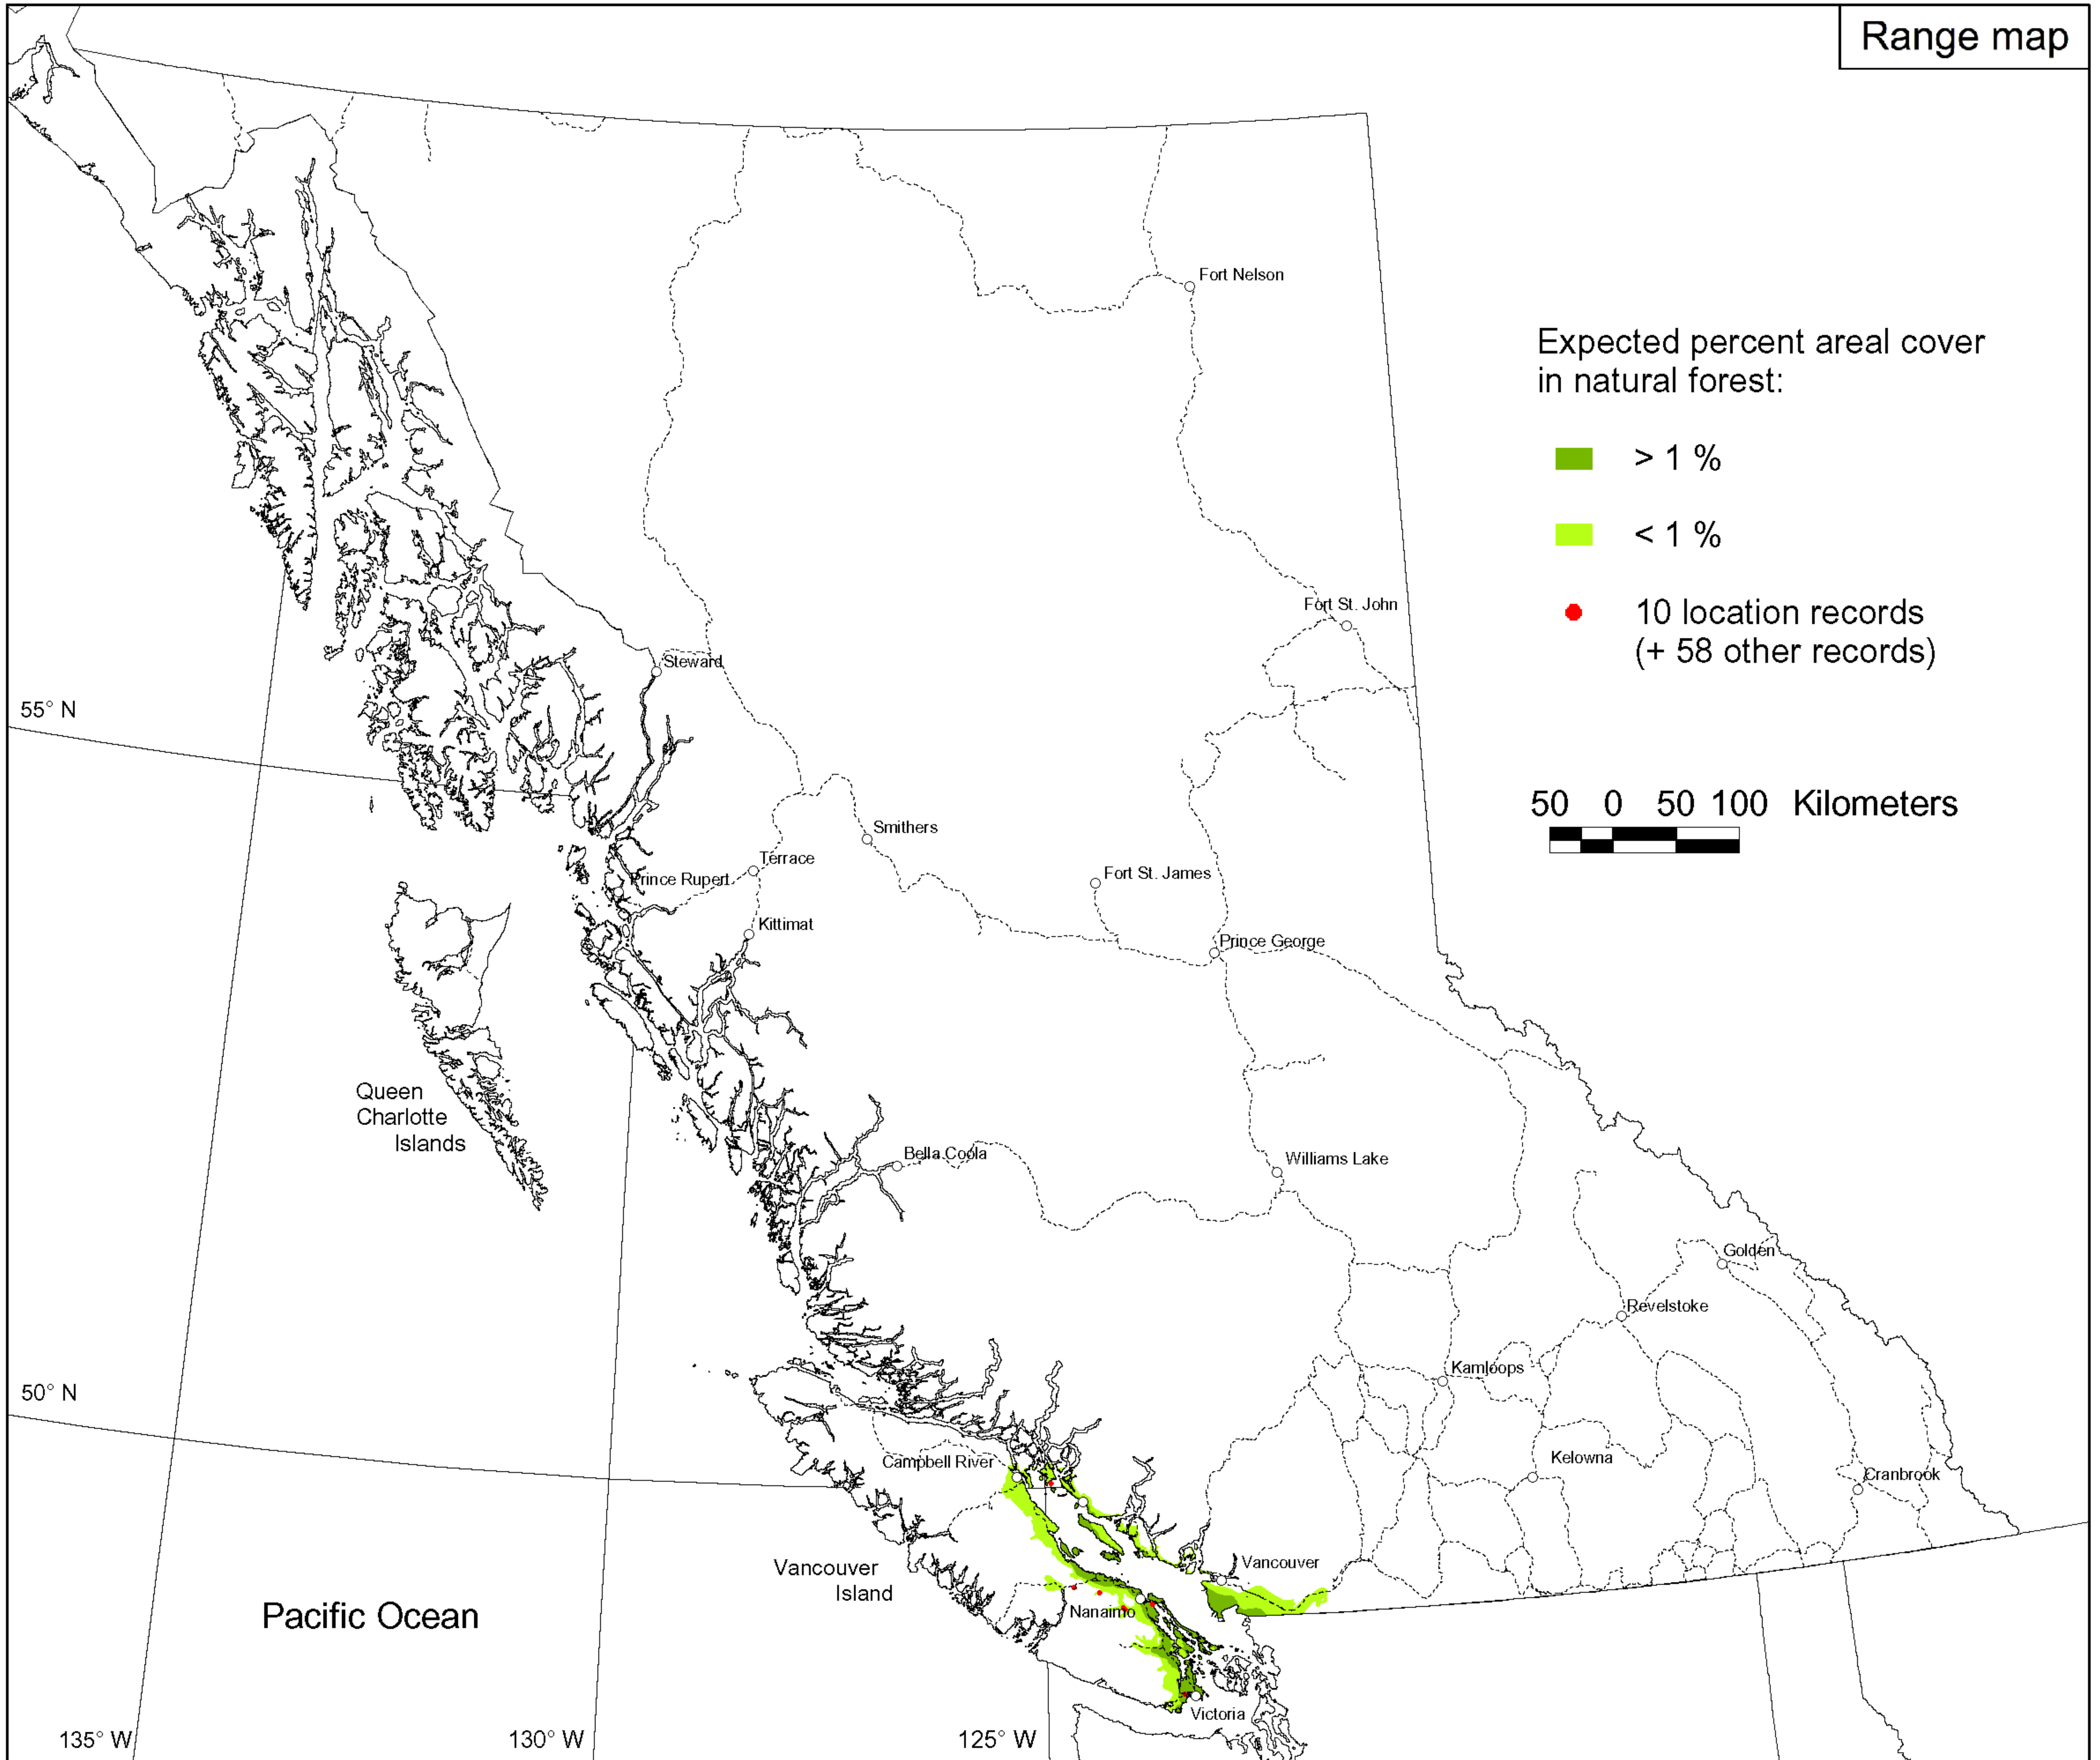 Range map
Fort Nelson
Expected percent areal cover
in natural forest:
> 1 %
< 1 %
Fort St. John
10 location records
(+ 58 other records)
Steward
55° N
50 0 50 100 Kilometers
Smithers
Terrace
Prince Rupert
Fort St. James
Kittimat
Prince George
Queen
Charlotte
Islands
Bella Coola
Williams Lake
Golden
Revelstoke
Kamloops
50° N
Campbell River
Kelowna
Cranbrook
Vancouver
Vancouver
Island
Pacific Ocean
Nanaimo
Victoria
135° W
130° W
125° W